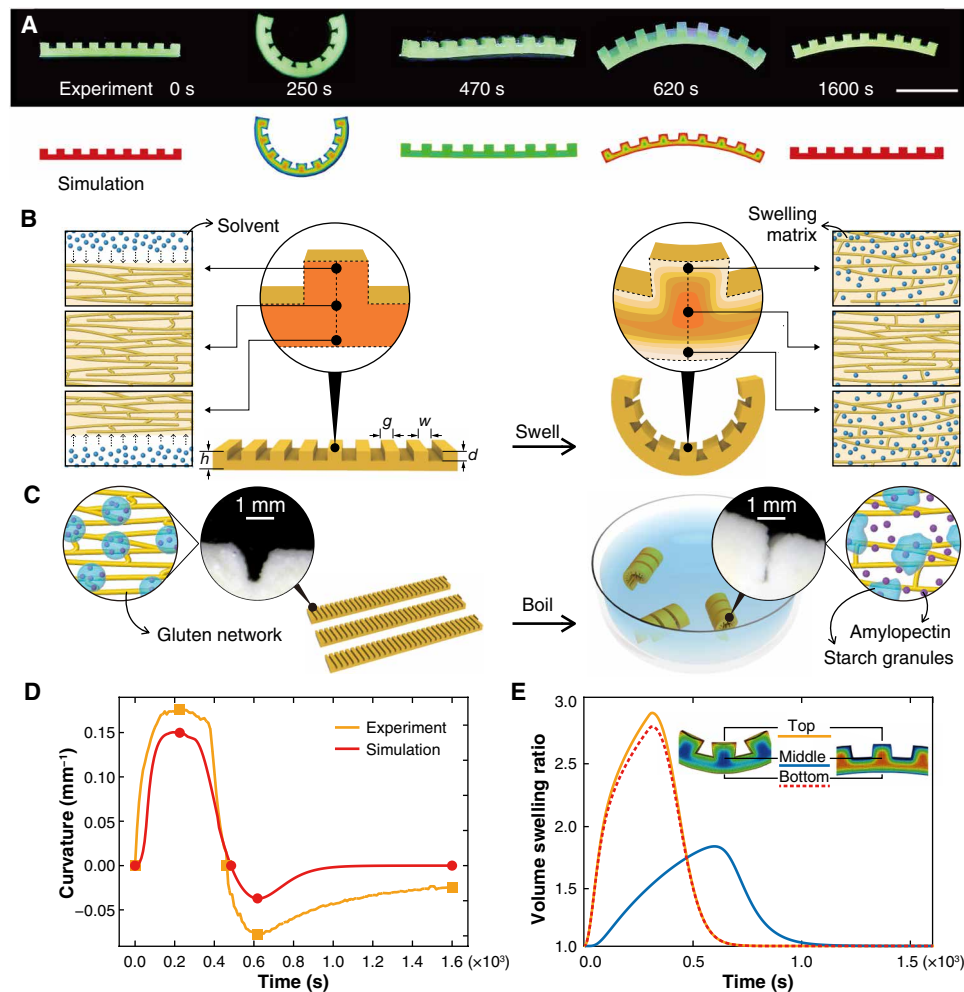 A
Experiment 0 s 250 s 470 s 620 s 1600 s
Simulation
B
Solvent
Swelling
matrix
g w
h d
Swell
C
1 mm
1 mm
Gluten network
Boil
Amylopectin
Starch granules
D
Curvature (mm⁻¹)
0.15
0.10
0.05
0.00
−0.05
Experiment
Simulation
0 0.2 0.4 0.6 0.8 1.0 1.2 1.4 1.6 (×10³)
Time (s)
E
Volume swelling ratio
3.0
2.5
2.0
1.5
1.0
Top
Middle
Bottom
0.0 0.5 1.0 1.5 (×10³)
Time (s)